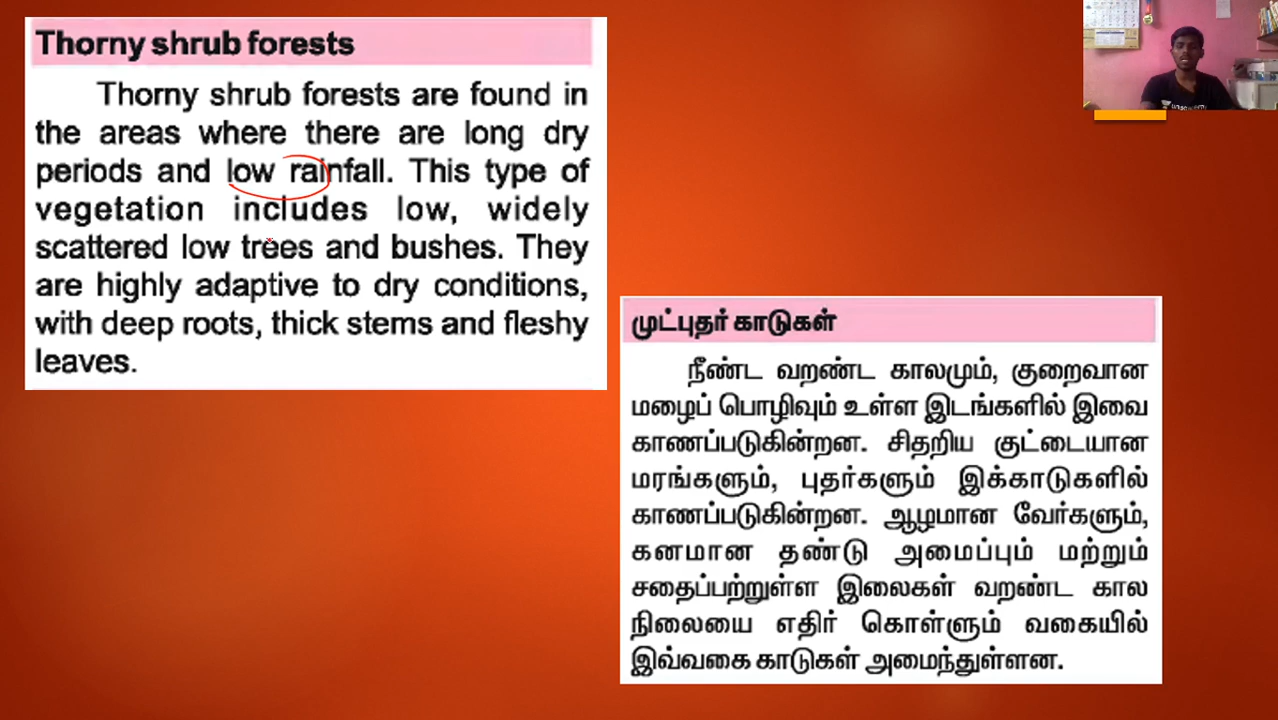 Thorny shrub forests
Thorny shrub forests are found in
the areas where there are long dry
periods and low rainfall. This type of
vegetation includes low, widely
scattered low trees and bushes. They
are highly adaptive to dry conditions,
with deep roots, thick stems and fleshy
leaves.
முட்புதர் காடுகள்
நீண்ட வறண்ட காலமும், குறைவான
மழைப் பொழிவும் உள்ள இடங்களில் இவை
காணப்படுகின்றன. சிதறிய குட்டையான
மரங்களும், புதர்களும் இக்காடுகளில்
காணப்படுகின்றன. ஆழமான வேர்களும்,
கனமான தண்டு அமைப்பும் மற்றும்
சதைப்பற்றுள்ள இலைகள் வறண்ட கால
நிலையை எதிர் கொள்ளும் வகையில்
இவ்வகை காடுகள் அமைந்துள்ளன.